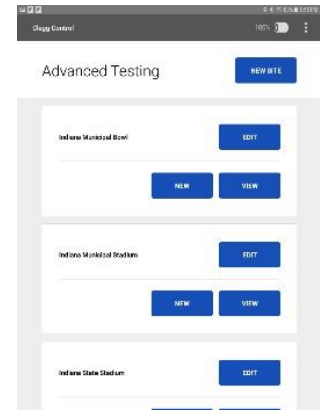 Clegg Control
100%
Advanced Testing
NEW SITE
Indiana Municipal Bowl
EDIT
NEW
VIEW
Indiana Municipal Stadium
EDIT
NEW
VIEW
Indiana State Stadium
EDIT